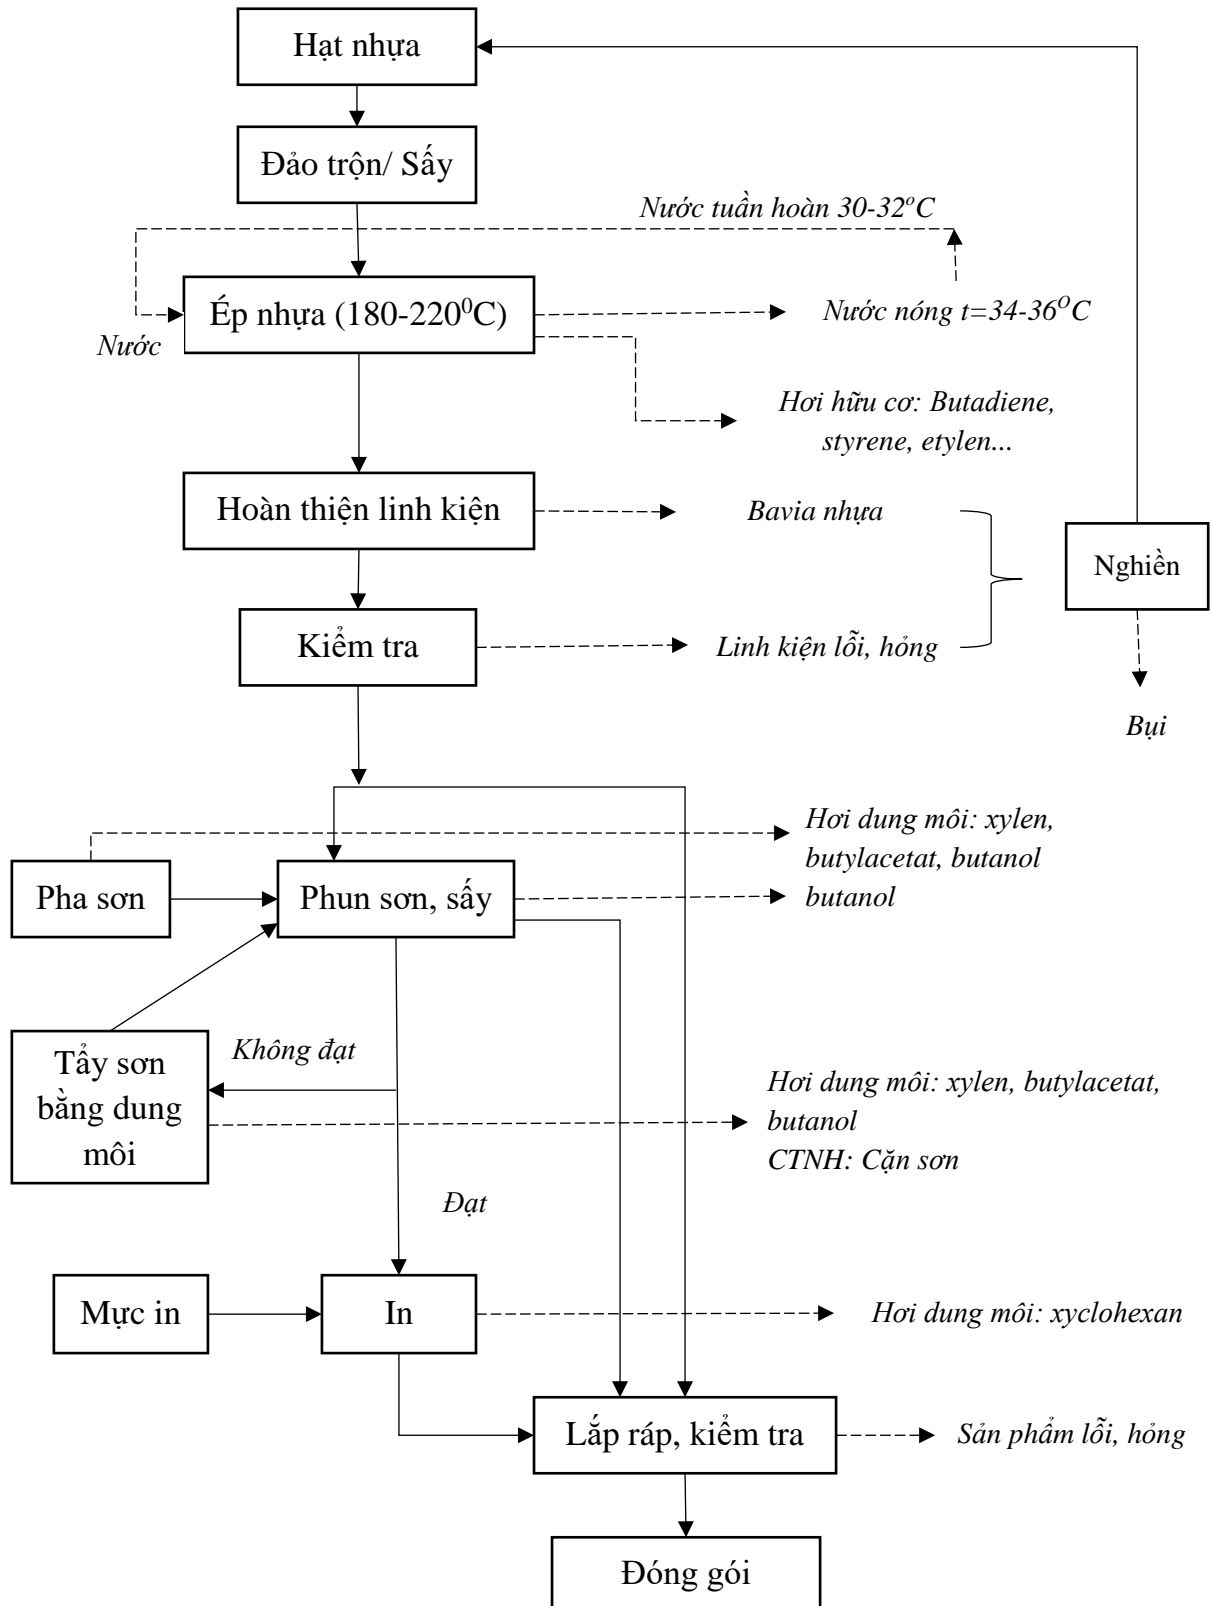 Hạt nhựa
Đảo trộn/ Sấy
Nước tuần hoàn 30-32°C
Ép nhựa (180-220⁰C)
Nước nóng t=34-36ᴼC
Nước
Hơi hữu cơ: Butadiene,
styrene, etylen...
Hoàn thiện linh kiện
Bavia nhựa
Nghiền
Kiểm tra
Linh kiện lỗi, hỏng
Bụi
Hơi dung môi: xylen,
butylacetat, butanol
Pha sơn
Phun sơn, sấy
butanol
Tẩy sơn
bằng dung
môi
Không đạt
Hơi dung môi: xylen, butylacetat,
butanol
CTNH: Cặn sơn
Đạt
Mực in
In
Hơi dung môi: xyclohexan
Lắp ráp, kiểm tra
Sản phẩm lỗi, hỏng
Đóng gói